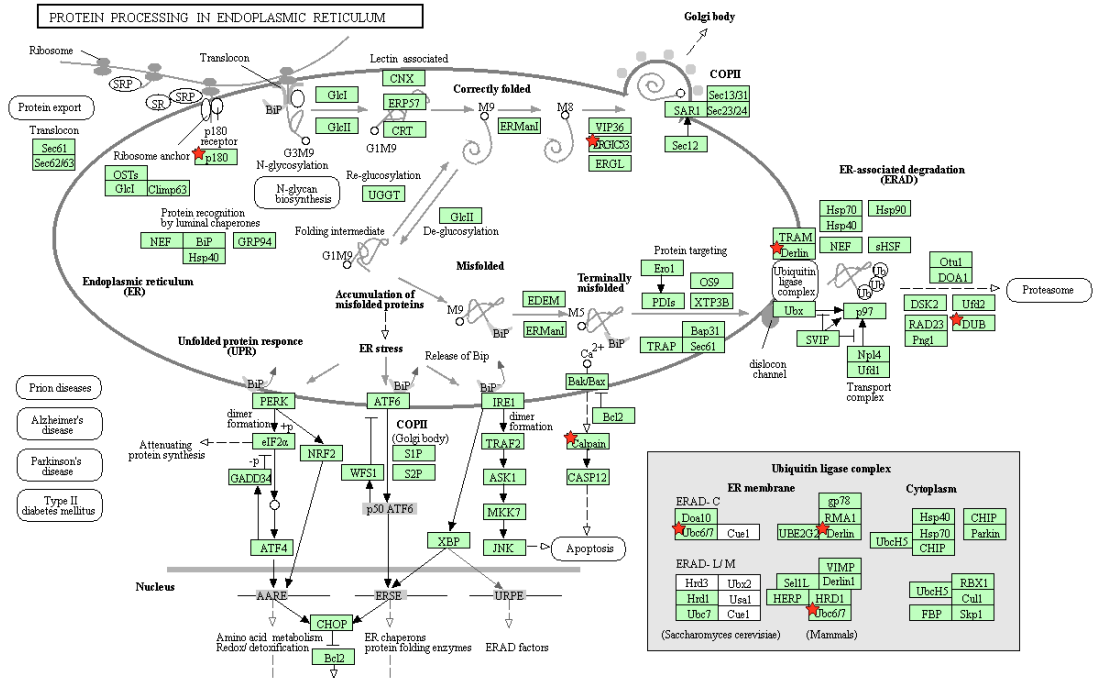 PROTEIN PROCESSING IN ENDOPLASMIC RETICULUM
Ribosome
SRP
SR
SRP
Protein export
Translocon
Sec61
Sec62/63
p180
receptor
Ribosome anchor
p180
OSTs
GlcI
Climp63
Translocon
BiP
GlcI
GlcII
G3M9
N-glycosylation
N-glycan
biosynthesis
Lectin associated
CNX
ERP57
CRT
G1M9
Correctly folded
M9
ERManI
M8
VIP36
ERGIC53
ERGL
Golgi body
COPII
SAR1
Sec13/31
Sec23/24
Sec12
Re-glucosylation
UGGT
GlcII
De-glucosylation
Protein recognition
by luminal chaperones
NEF
BiP
GRP94
Hsp40
Folding intermediate
G1M9
Endoplasmic reticulum
(ER)
Misfolded
Accumulation of
misfolded proteins
M9
BiP
EDEM
ERManI
Terminally
misfolded
M5
BiP
Protein targeting
Ero1
PDIs
OS9
XTP3B
TRAP
Bap31
Sec61
ER-associated degradation
(ERAD)
Hsp70
Hsp90
Hsp40
NEF
sHSF
TRAM
Derlin
Ubiquitin
ligase
complex
Ubx
Ub
Ub
Ub
p97
SVIP
Npl4
Ufd1
Transport
complex
dislocon
channel
Otu1
DOA1
DSK2
Ufd2
RAD23
DUB
Png1
Proteasome
Unfolded protein responce
(UPR)
ER stress
Release of Bip
BiP
BiP
BiP
Ca2+
PERK
ATF6
IRE1
Bak/Bax
Bcl2
dimer
formation
+p
eIF2α
Attenuating
protein synthesis
-p
GADD34
NRF2
ATF4
COPII
(Golgi body)
S1P
S2P
WFS1
p50 ATF6
dimer
formation
TRAF2
ASK1
MKK7
JNK
XBP
Calpain
CASP12
Apoptosis
Prion diseases
Alzheimer's
disease
Parkinson's
disease
Type II
diabetes mellitus
Nucleus
AARE
ERSE
URPE
CHOP
Bcl2
Amino acid metabolism
Redox/ detoxification
ER chaperons
protein folding enzymes
ERAD factors
Ubiquitin ligase complex
ER membrane
Cytoplasm
ERAD- C
Doa10
Ubc6/7
Cue1
gp78
RMA1
UBE2G2
Derlin
Hsp40
Hsp70
UbcH5
CHIP
CHIP
Parkin
ERAD- L/ M
Hrd3
Ubx2
Hrd1
Usa1
Ubc7
Cue1
VIMP
Sel1L
Derlin1
HERP
HRD1
Ubc6/7
RBX1
UbcH5
Cul1
FBP
Skp1
(Saccharomyces cerevisiae)
(Mammals)